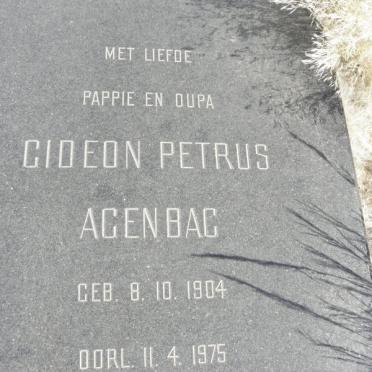 MET LIEFDE
PAPPIE EN OUPA
GIDEON PETRUS
AGENBAG
GEB. 8. 10. 1904
OORL. 11. 4. 1975